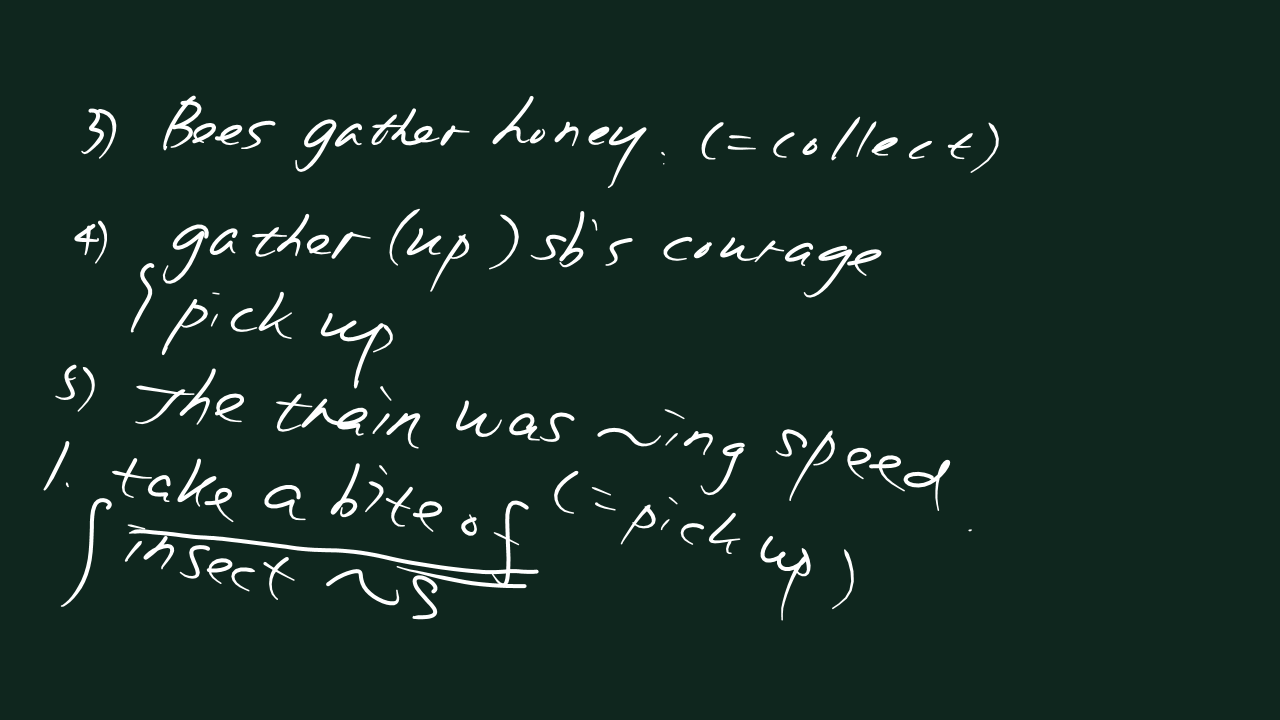 3) Bees gather honey. (=collect)
4) gather (up) sb's courage
pick up
5) The train was ~ing speed.
(=pick up)
1. take a bite of
insect ~s